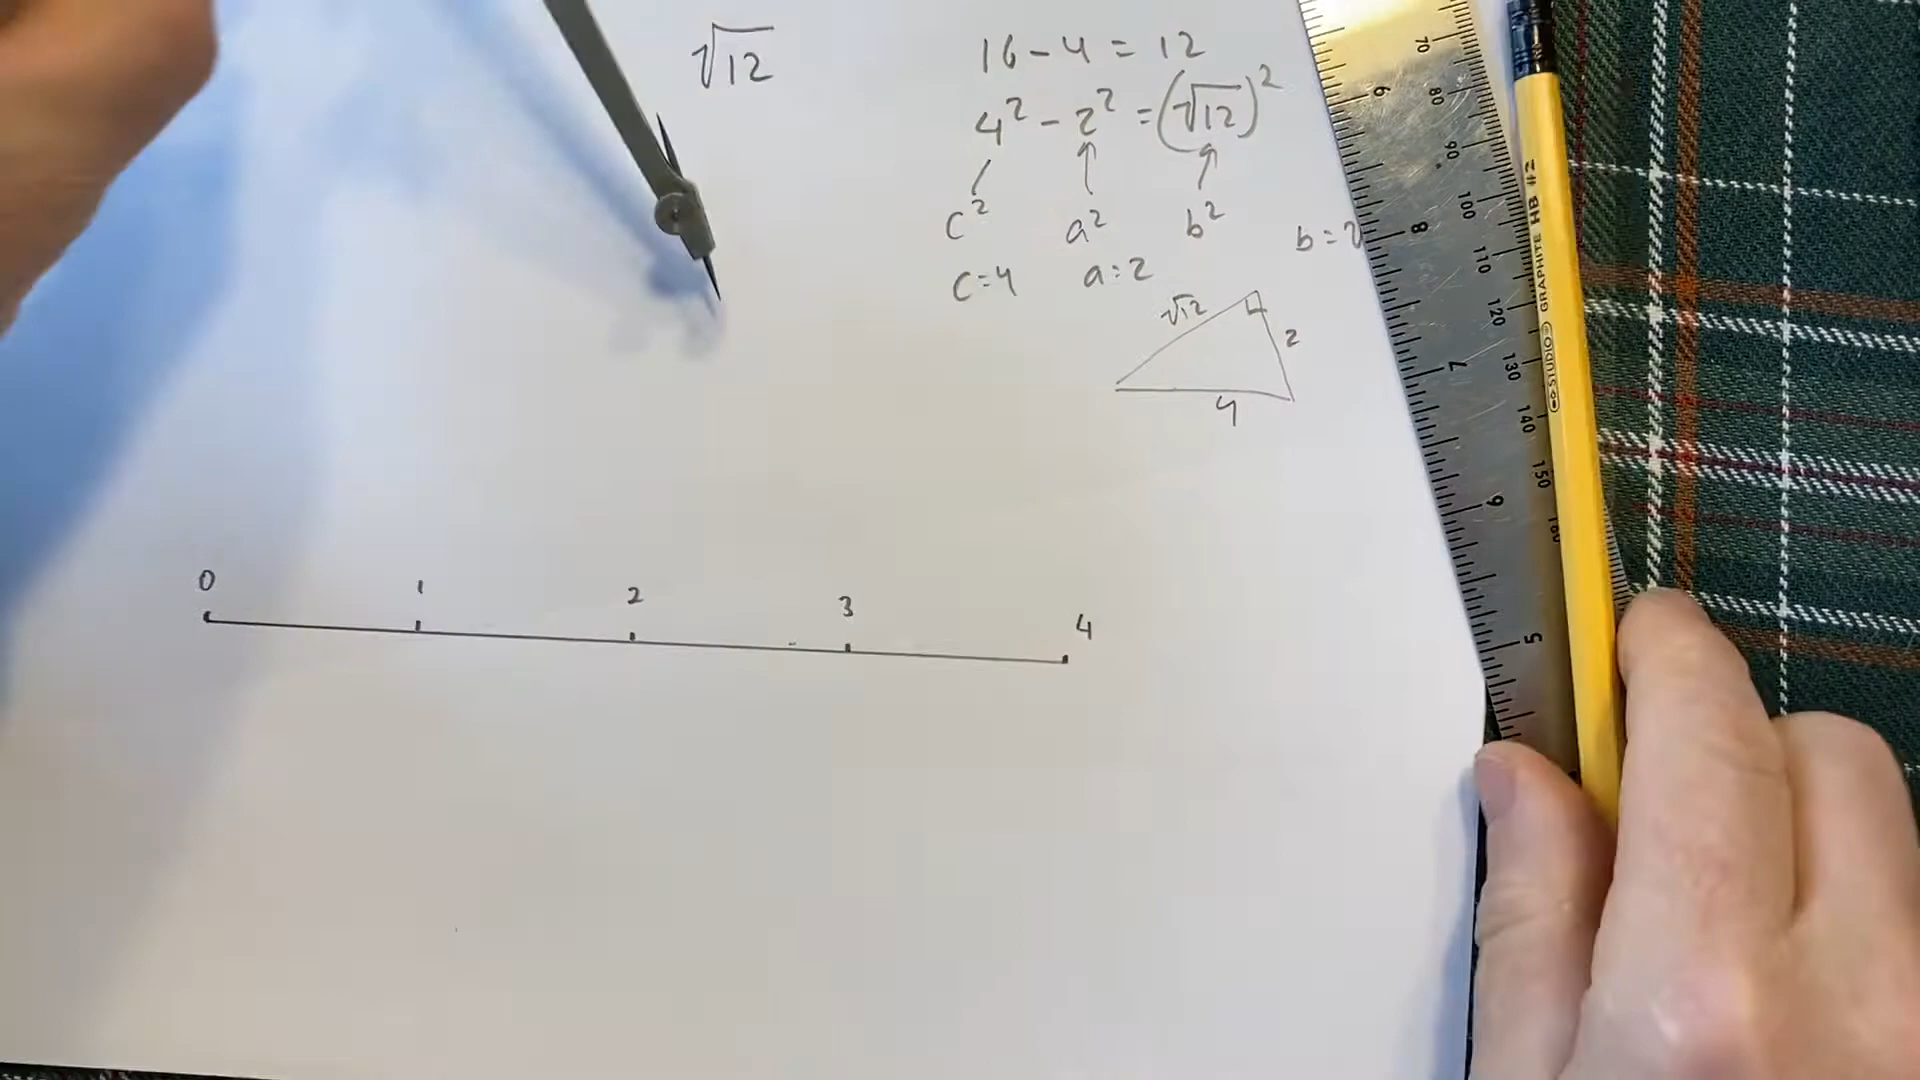 √12
16 - 4 = 12
4² - 2² = (√12)²
c² a² b²
b =
c = 4 a : 2
√12
2
4
0 1 2 3 4
70 80 90 100 110 120 130 140 150
6 8 7 9 5
STUDIO GRAPHITE HB #2